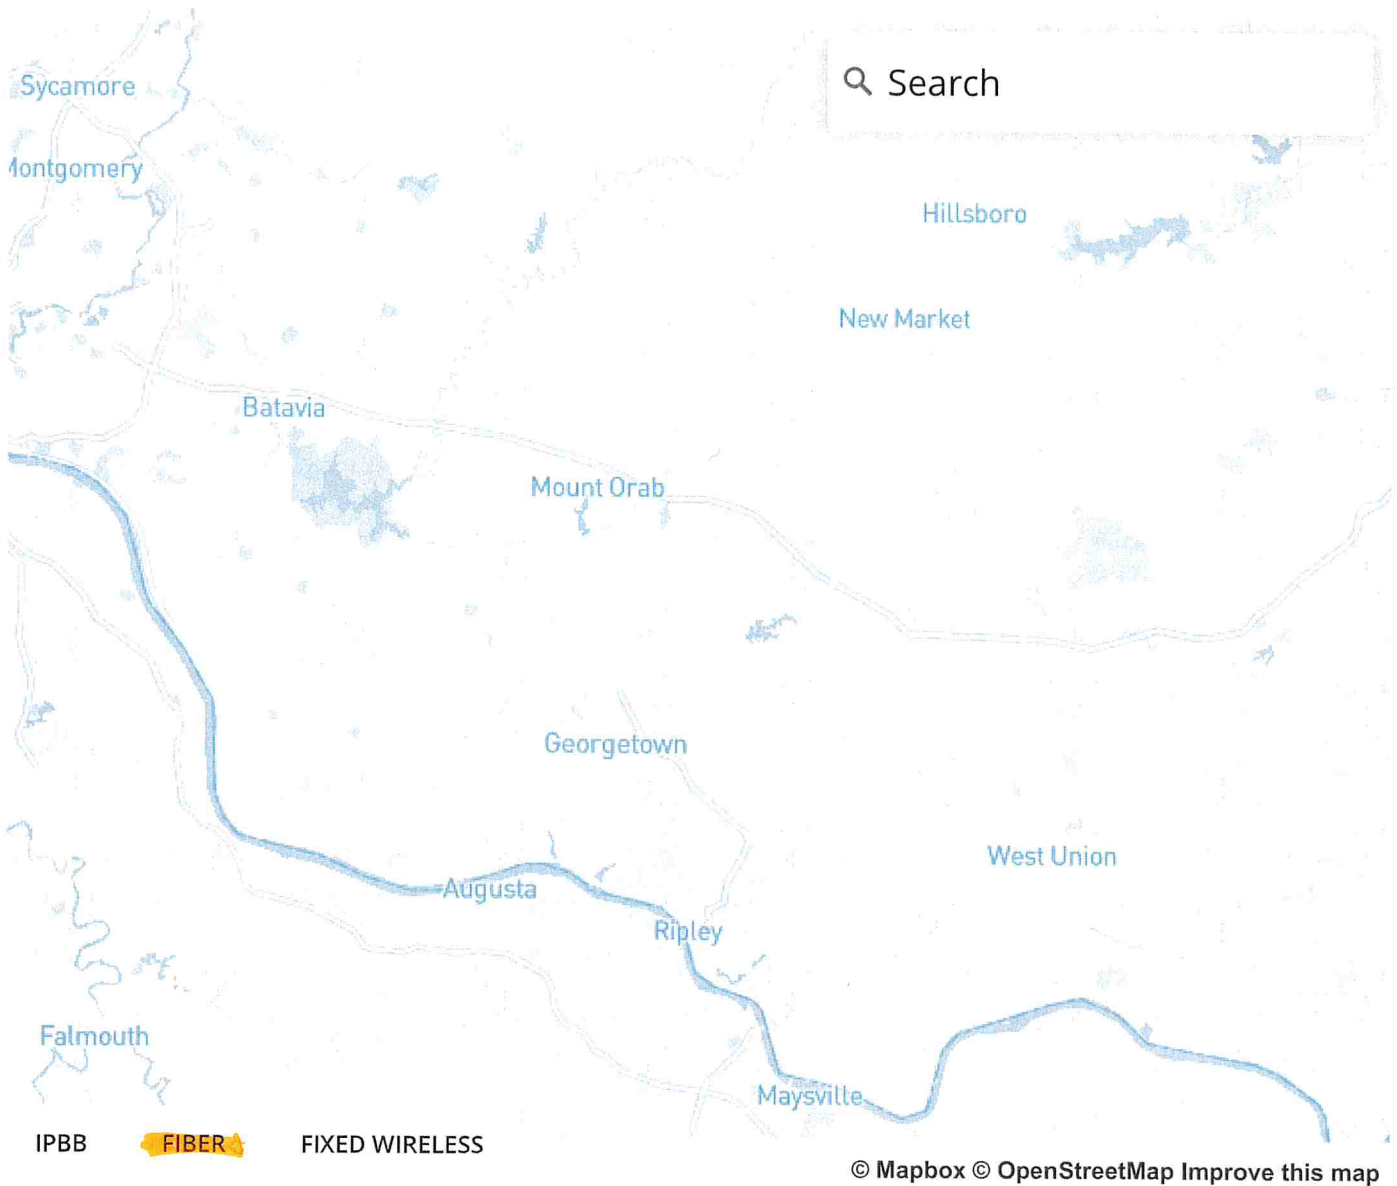 Sycamore
Search
Montgomery
Hillsboro
New Market
Batavia
Mount Orab
Georgetown
West Union
Augusta
Ripley
Falmouth
Maysville
IPBB FIBER FIXED WIRELESS
© Mapbox © OpenStreetMap Improve this map